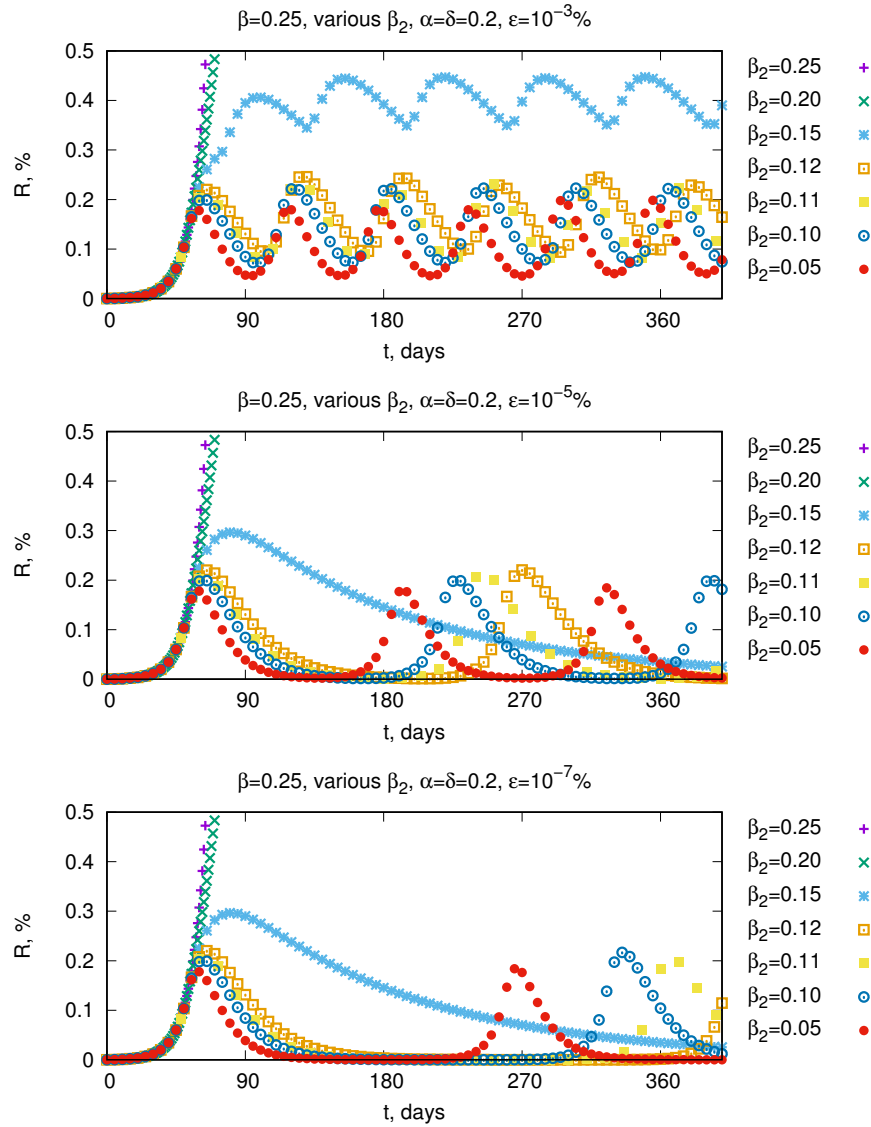 β=0.25, various β₂, α=δ=0.2, ε=10⁻³%
0.5
0.4
0.3
0.2
0.1
0
R, %
0 90 180 270 360
t, days
β₂=0.25
β₂=0.20
β₂=0.15
β₂=0.12
β₂=0.11
β₂=0.10
β₂=0.05
β=0.25, various β₂, α=δ=0.2, ε=10⁻⁵%
0.5
0.4
0.3
0.2
0.1
0
R, %
0 90 180 270 360
t, days
β₂=0.25
β₂=0.20
β₂=0.15
β₂=0.12
β₂=0.11
β₂=0.10
β₂=0.05
β=0.25, various β₂, α=δ=0.2, ε=10⁻⁷%
0.5
0.4
0.3
0.2
0.1
0
R, %
0 90 180 270 360
t, days
β₂=0.25
β₂=0.20
β₂=0.15
β₂=0.12
β₂=0.11
β₂=0.10
β₂=0.05